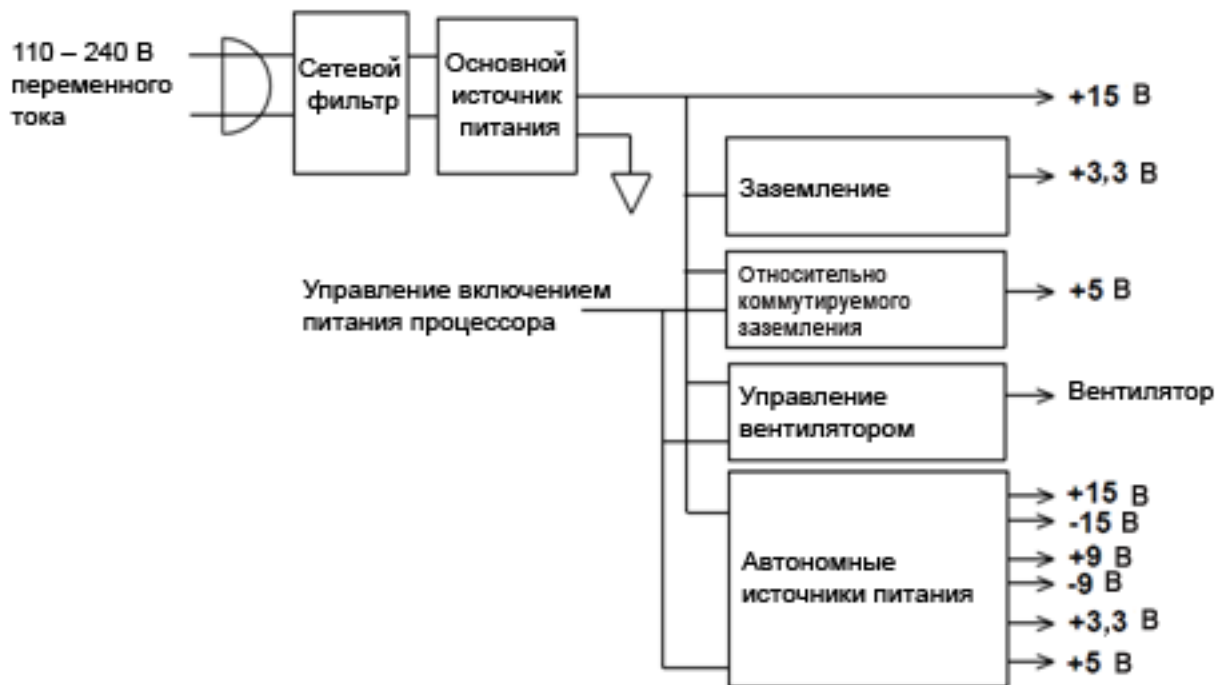 110 – 240 В
переменного
тока
Сетевой
фильтр
Основной
источник
питания
+15 В
Заземление
+3,3 В
Управление включением
питания процессора
Относительно
коммутируемого
заземления
+5 В
Управление
вентилятором
Вентилятор
Автономные
источники питания
+15 В
-15 В
+9 В
-9 В
+3,3 В
+5 В